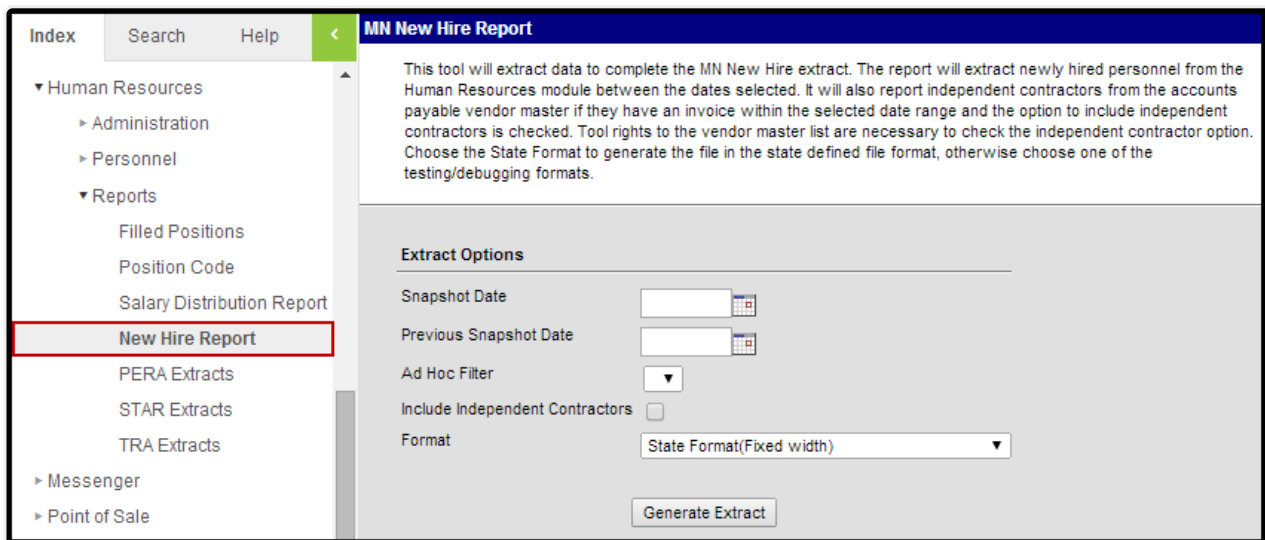 Index Search Help <
▾ Human Resources
▸ Administration
▸ Personnel
▾ Reports
Filled Positions
Position Code
Salary Distribution Report
New Hire Report
PERA Extracts
STAR Extracts
TRA Extracts
▸ Messenger
▸ Point of Sale
MN New Hire Report
This tool will extract data to complete the MN New Hire extract. The report will extract newly hired personnel from the
Human Resources module between the dates selected. It will also report independent contractors from the accounts
payable vendor master if they have an invoice within the selected date range and the option to include independent
contractors is checked. Tool rights to the vendor master list are necessary to check the independent contractor option.
Choose the State Format to generate the file in the state defined file format, otherwise choose one of the
testing/debugging formats.
Extract Options
Snapshot Date
Previous Snapshot Date
Ad Hoc Filter
Include Independent Contractors
Format State Format(Fixed width)
Generate Extract